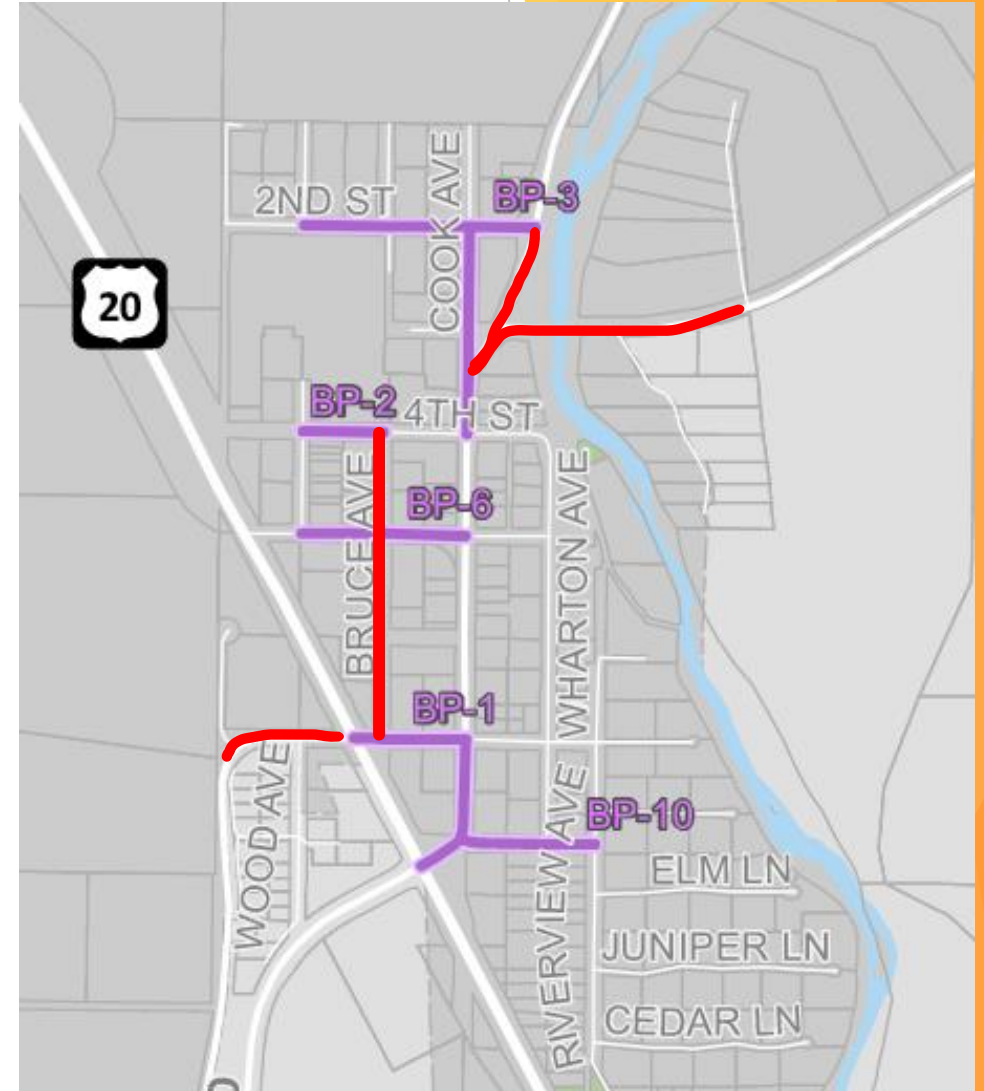 COOK AVE
2ND ST
BP-3
20
BP-2
4TH ST
BRUCE AVE
BP-6
WHARTON AVE
BP-1
WOOD AVE
RIVERVIEW AVE
BP-10
ELM LN
JUNIPER LN
CEDAR LN